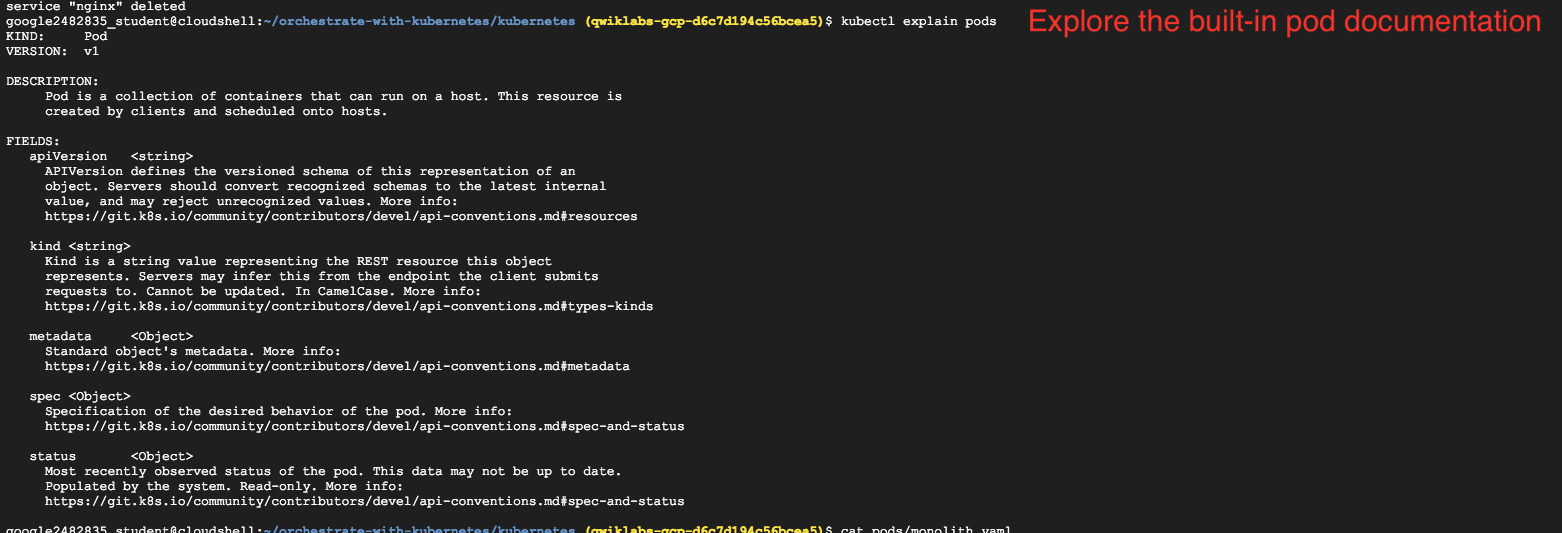 service "nginx" deleted
google2482835_student@cloudshell:~/orchestrate-with-kubernetes/kubernetes (qwiklabs-gcp-d6c7d194c56bcea5)$ kubectl explain pods
Explore the built-in pod documentation
KIND:     Pod
VERSION:  v1
DESCRIPTION:
     Pod is a collection of containers that can run on a host. This resource is
     created by clients and scheduled onto hosts.
FIELDS:
   apiVersion   <string>
     APIVersion defines the versioned schema of this representation of an
     object. Servers should convert recognized schemas to the latest internal
     value, and may reject unrecognized values. More info:
     https://git.k8s.io/community/contributors/devel/api-conventions.md#resources
   kind <string>
     Kind is a string value representing the REST resource this object
     represents. Servers may infer this from the endpoint the client submits
     requests to. Cannot be updated. In CamelCase. More info:
     https://git.k8s.io/community/contributors/devel/api-conventions.md#types-kinds
   metadata     <Object>
     Standard object's metadata. More info:
     https://git.k8s.io/community/contributors/devel/api-conventions.md#metadata
   spec <Object>
     Specification of the desired behavior of the pod. More info:
     https://git.k8s.io/community/contributors/devel/api-conventions.md#spec-and-status
   status       <Object>
     Most recently observed status of the pod. This data may not be up to date.
     Populated by the system. Read-only. More info:
     https://git.k8s.io/community/contributors/devel/api-conventions.md#spec-and-status
google2482835_student@cloudshell:~/orchestrate-with-kubernetes/kubernetes (qwiklabs-gcp-d6c7d194c56bcea5)$ cat pods/monolith.yaml